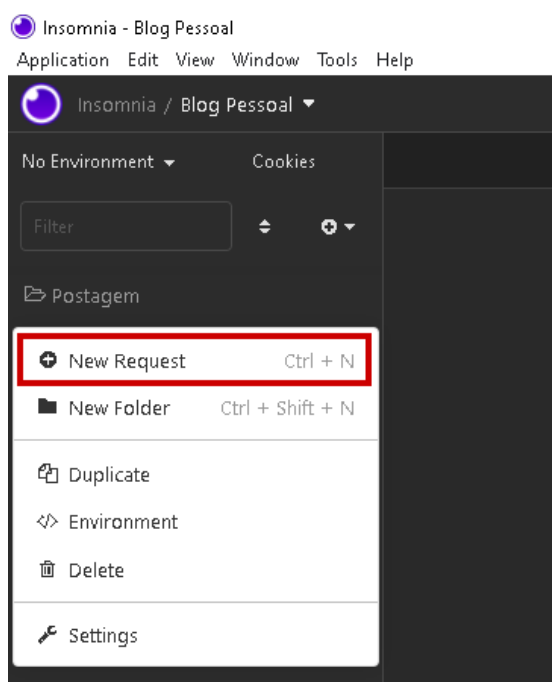 Insomnia - Blog Pessoal
Application Edit View Window Tools Help
Insomnia / Blog Pessoal
No Environment Cookies
Filter
Postagem
New Request Ctrl + N
New Folder Ctrl + Shift + N
Duplicate
</> Environment
Delete
Settings